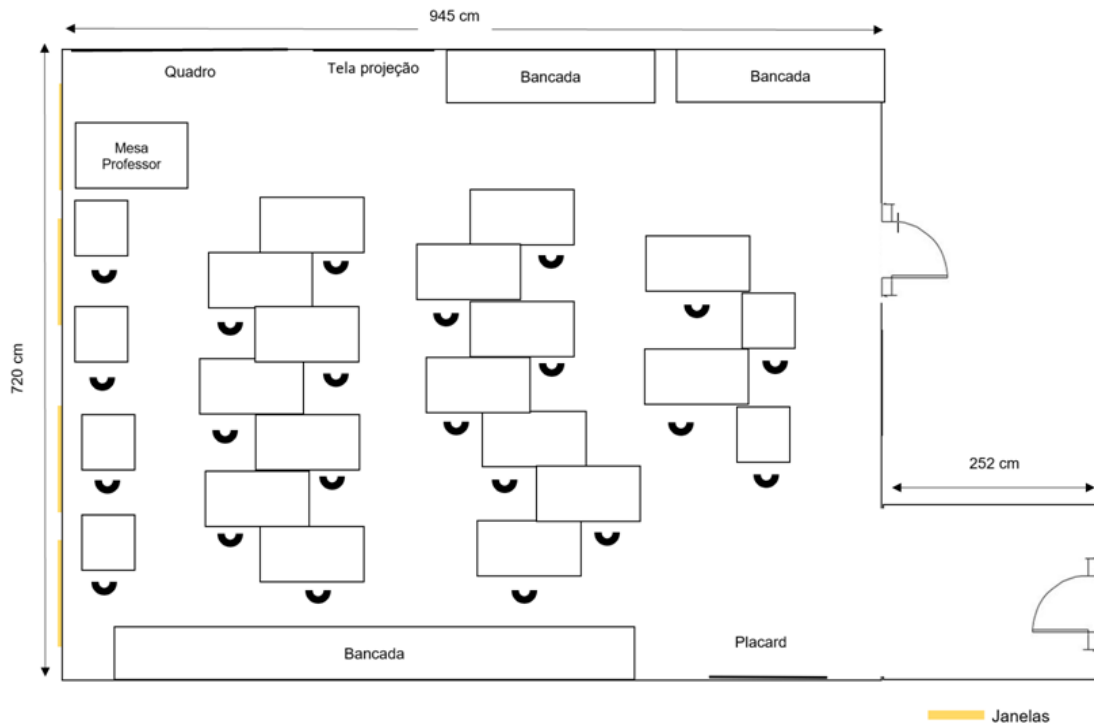 945 cm
Quadro
Tela projeção
Bancada
Bancada
Mesa
Professor
720 cm
252 cm
Bancada
Placard
Janelas